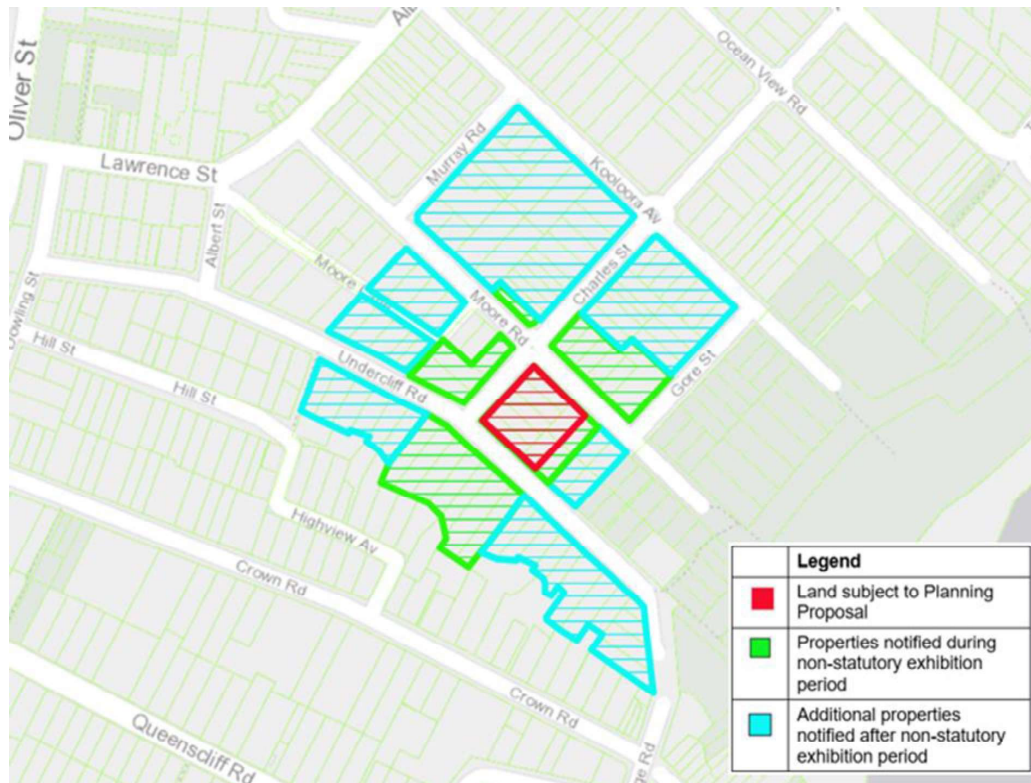 Oliver St
Albe
Ocean View Rd
Lawrence St
Murray Rd
Kooloora Av
Albert St
Moore
Charles St
Moore Rd
owling St
Hill St
Undercliff Rd
Gore St
Hill St
Highview Av
Crown Rd
Crown Rd
Queenscliff Rd
ge Rd
Legend
Land subject to Planning
Proposal
Properties notified during
non-statutory exhibition
period
Additional properties
notified after non-statutory
exhibition period